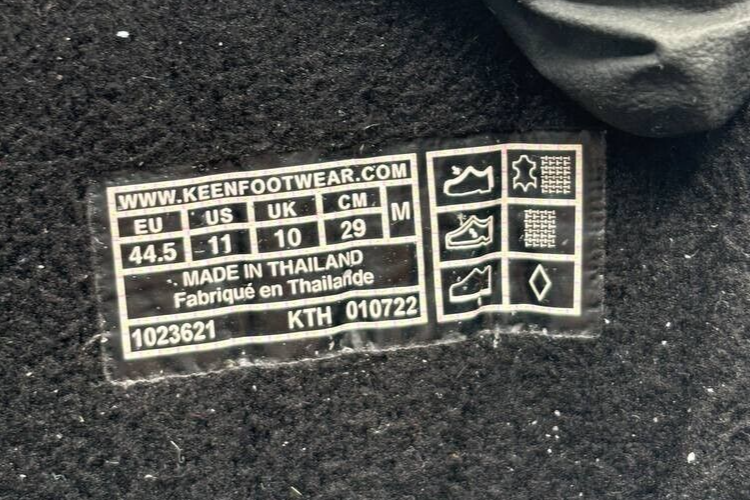 WWW.KEENFOOTWEAR.COM
EU US UK CM M
44.5 11 10 29
MADE IN THAILAND
Fabriqué en Thailande
1023621 KTH 010722